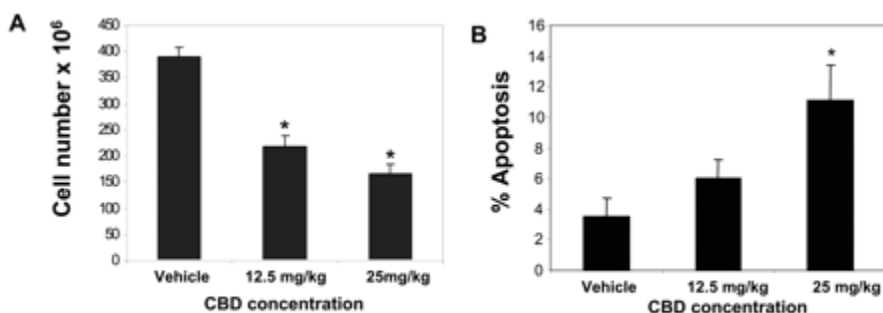 A
Cell number x 10⁶
450
400
350
300
250
200
150
100
50
0
*
*
Vehicle 12.5 mg/kg 25mg/kg
CBD concentration
B
% Apoptosis
16
14
12
10
8
6
4
2
0
*
Vehicle 12.5 mg/kg 25 mg/kg
CBD concentration